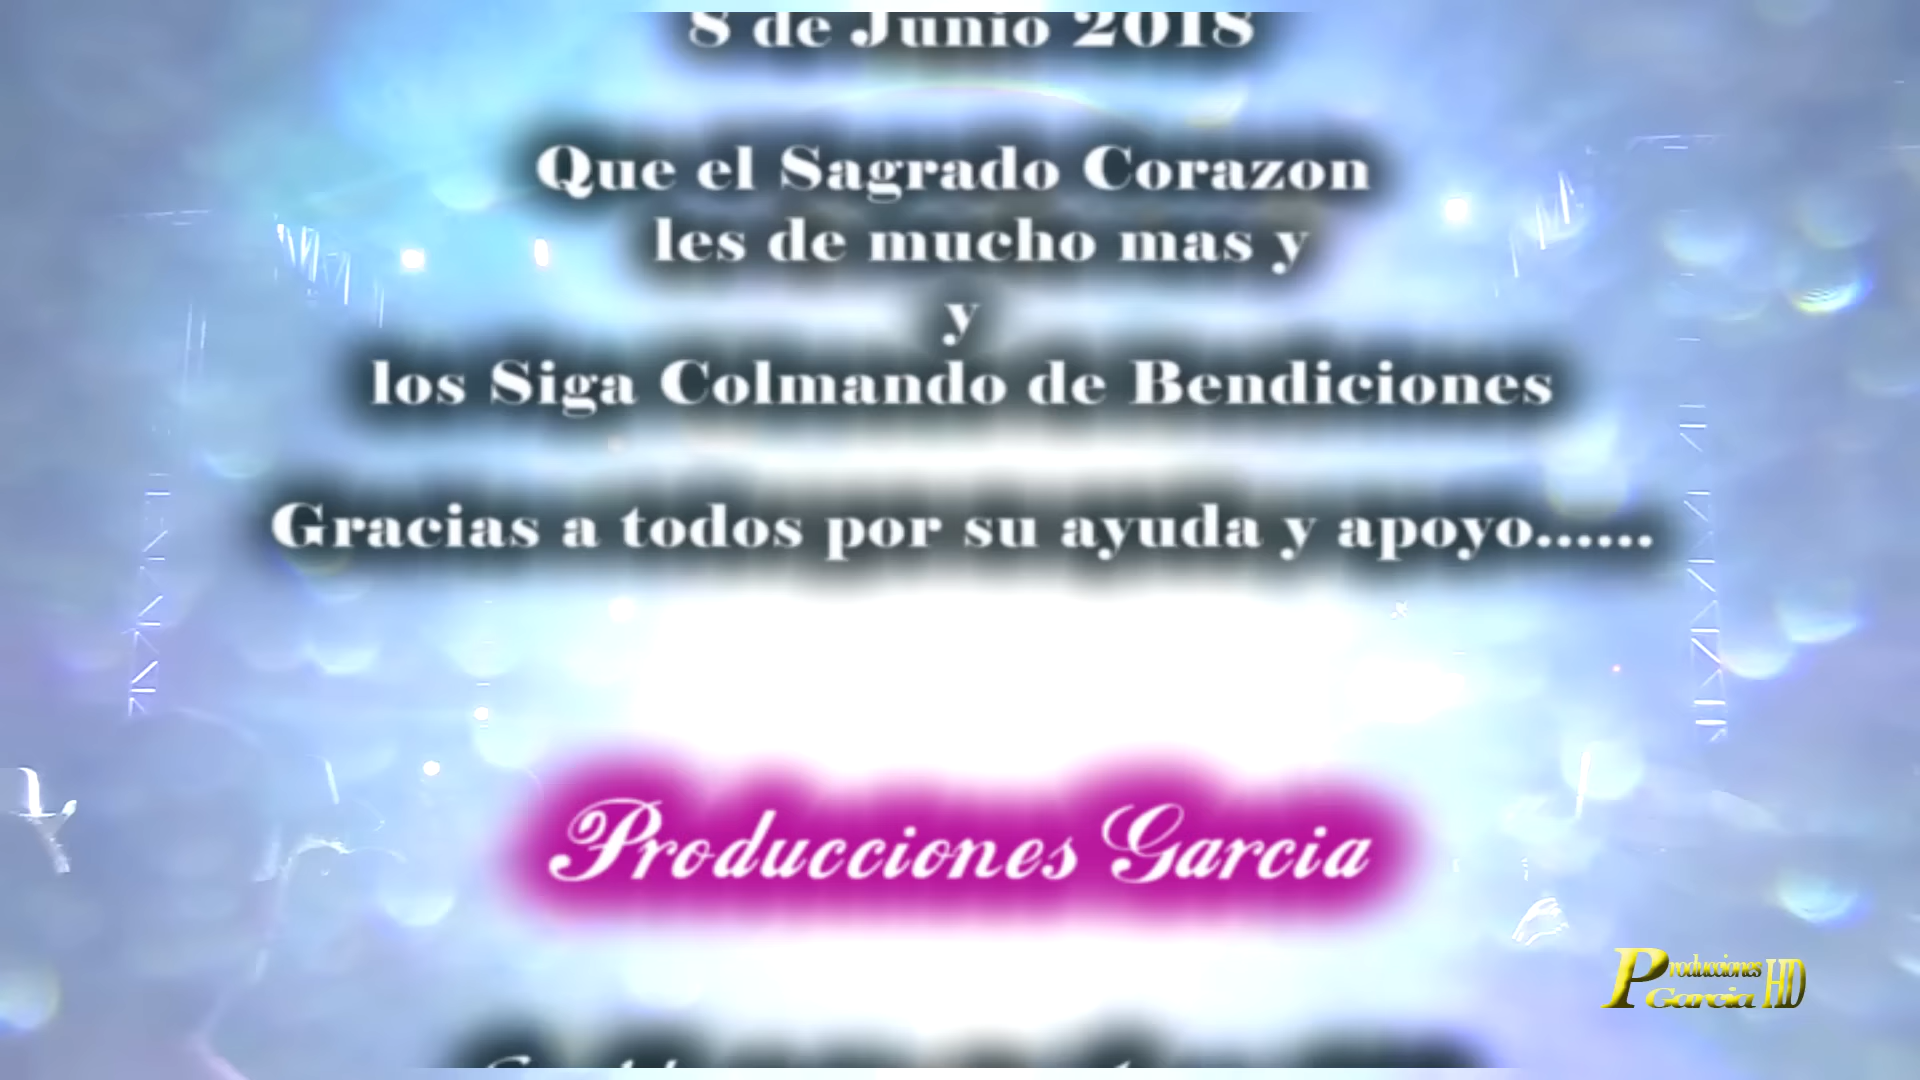 8 de Junio 2018
Que el Sagrado Corazon
les de mucho mas y
y
los Siga Colmando de Bendiciones
Gracias a todos por su ayuda y apoyo......
Producciones Garcia
Producciones
Garcia HD